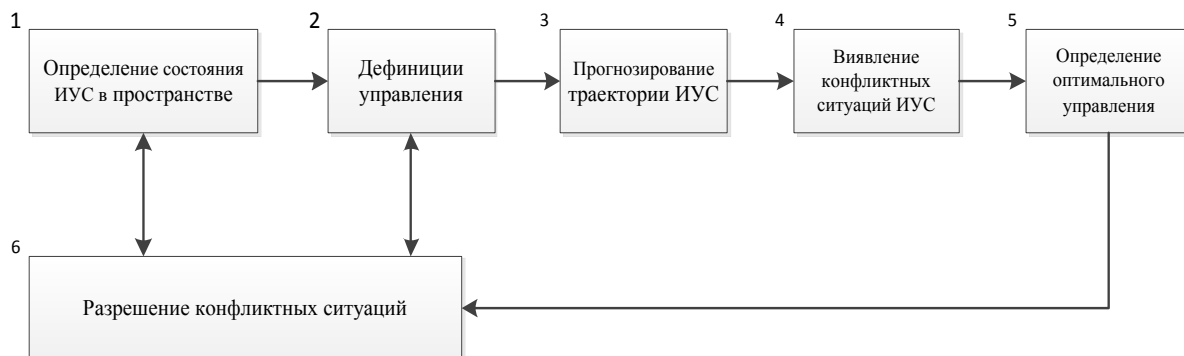 1
Определение состояния
ИУС в пространстве
2
Дефиниции
управления
3
Прогнозирование
траектории ИУС
4
Виявление
конфликтных
ситуаций ИУС
5
Определение
оптимального
управления
6
Разрешение конфликтных ситуаций